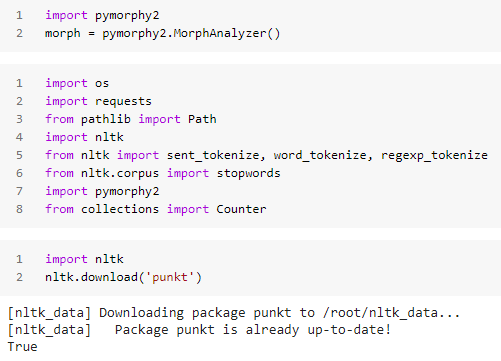 1 import pymorphy2
2 morph = pymorphy2.MorphAnalyzer()
1 import os
2 import requests
3 from pathlib import Path
4 import nltk
5 from nltk import sent_tokenize, word_tokenize, regexp_tokenize
6 from nltk.corpus import stopwords
7 import pymorphy2
8 from collections import Counter
1 import nltk
2 nltk.download('punkt')
[nltk_data] Downloading package punkt to /root/nltk_data...
[nltk_data]   Package punkt is already up-to-date!
True